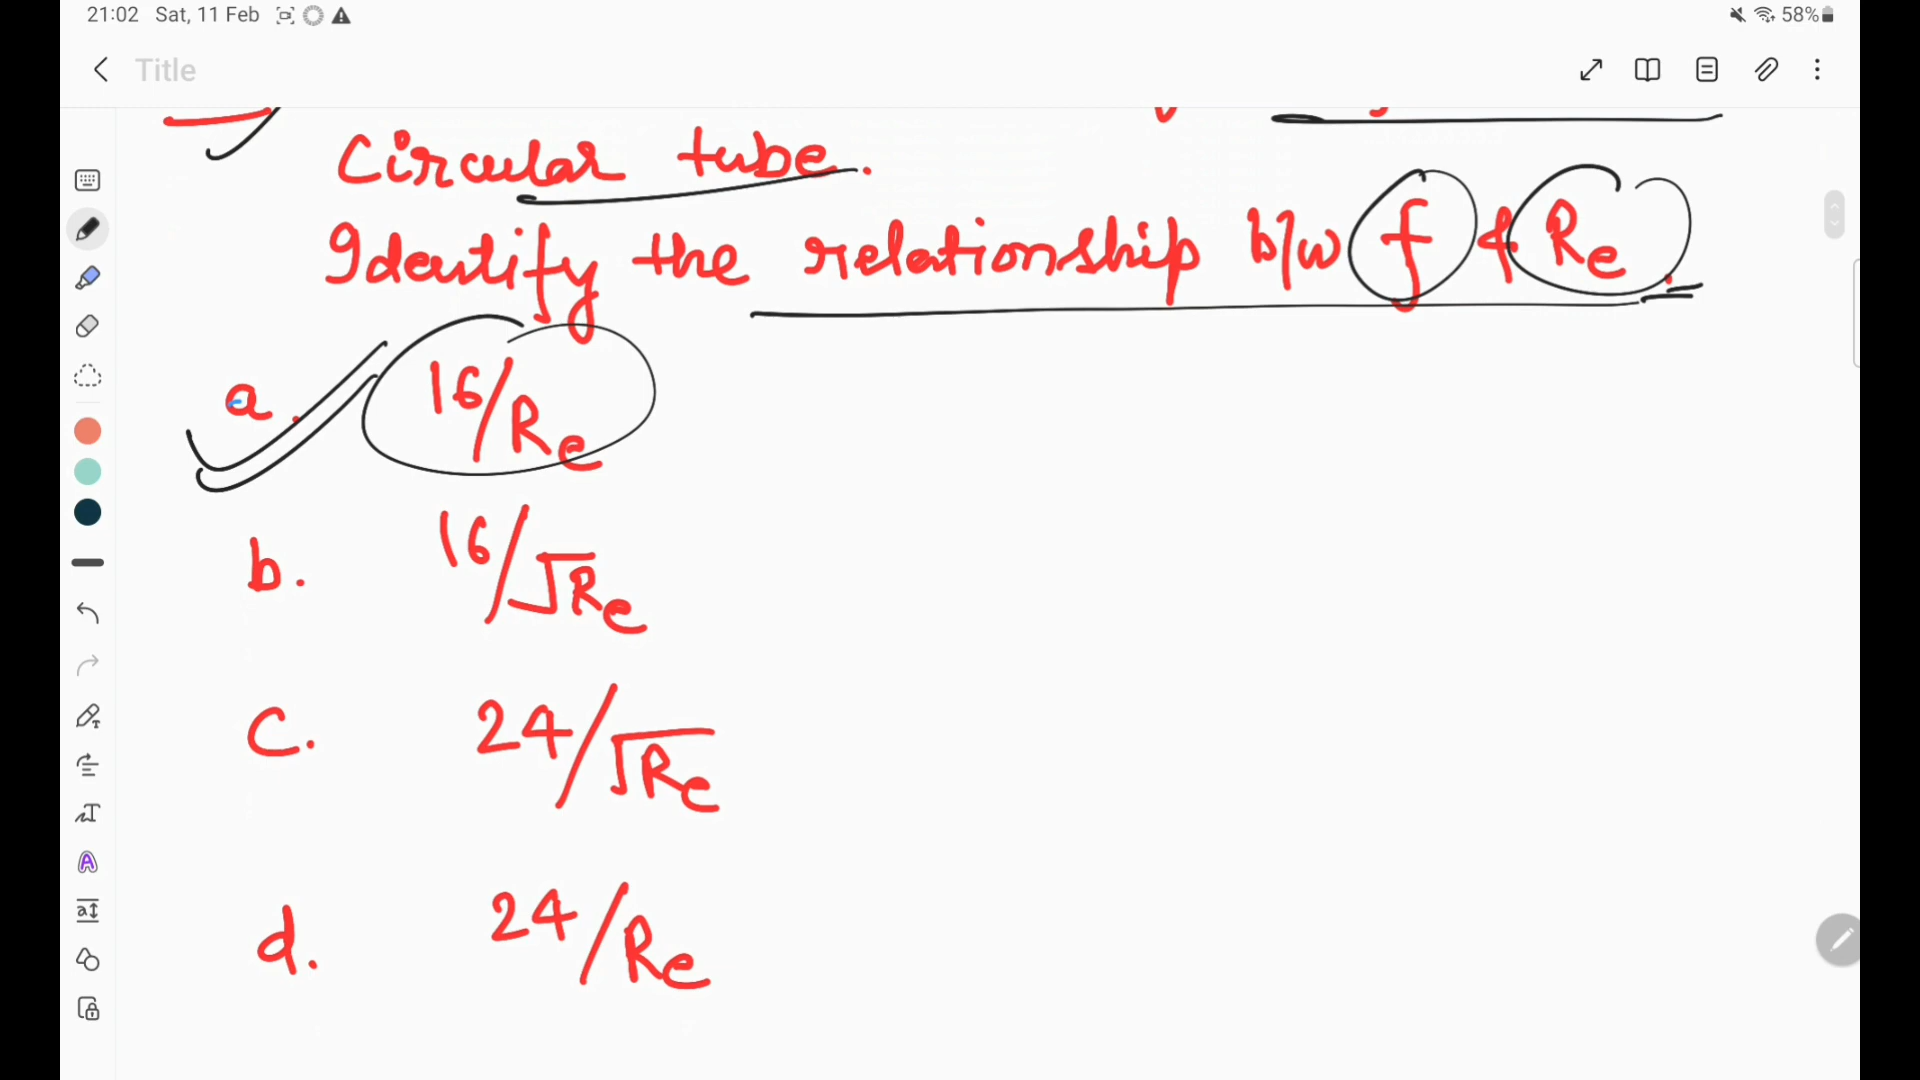 21:02 Sat, 11 Feb 58%
Title
Circular tube.
Identify the relationship b/w f & Re.
a. 16/Re
b. 16/√Re
c. 24/√Re
d. 24/Re